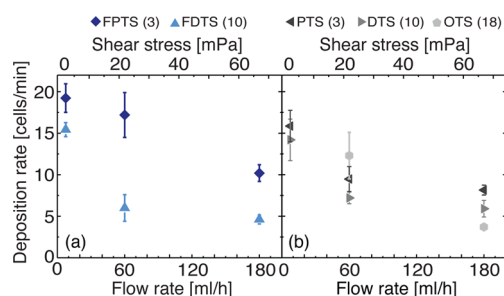 FPTS (3) FDTS (10) PTS (3) DTS (10) OTS (18)
Shear stress [mPa] Shear stress [mPa]
0 20 40 60 0 20 40 60
Deposition rate [cells/min]
20
15
10
5
0
(a) (b)
0 60 120 180 0 60 120 180
Flow rate [ml/h] Flow rate [ml/h]